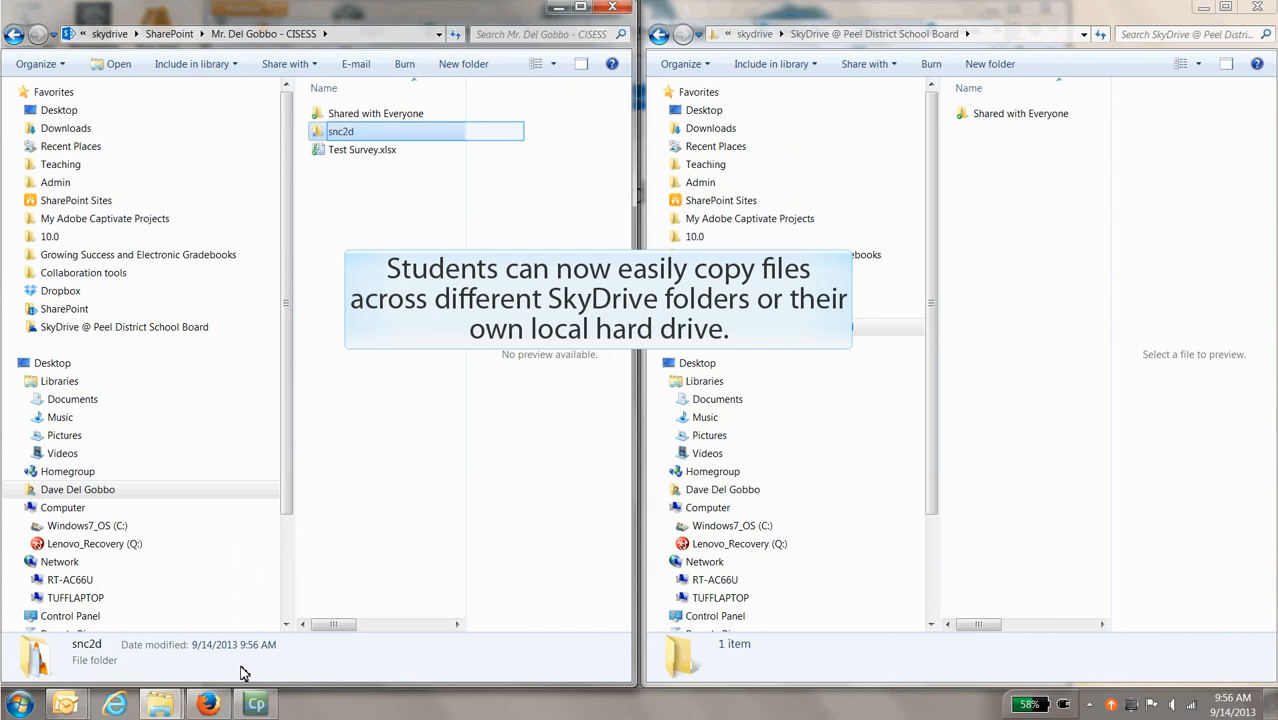 skydrive SharePoint Mr. Del Gobbo - CISESS
Search Mr. Del Gobbo - CISESS
Organize Open Include in library Share with E-mail Burn New folder
Favorites
Desktop
Downloads
Recent Places
Teaching
Admin
SharePoint Sites
My Adobe Captivate Projects
10.0
Growing Success and Electronic Gradebooks
Collaboration tools
Dropbox
SharePoint
SkyDrive @ Peel District School Board
Desktop
Libraries
Documents
Music
Pictures
Videos
Homegroup
Dave Del Gobbo
Computer
Windows7_OS (C:)
Lenovo_Recovery (Q:)
Network
RT-AC66U
TUFFLAPTOP
Control Panel
Name
Shared with Everyone
snc2d
Test Survey.xlsx
No preview available.
snc2d Date modified: 9/14/2013 9:56 AM
File folder
Students can now easily copy files
across different SkyDrive folders or their
own local hard drive.
skydrive SkyDrive @ Peel District School Board
Search SkyDrive @ Peel Distri...
Organize Include in library Share with Burn New folder
Favorites
Desktop
Downloads
Recent Places
Teaching
Admin
SharePoint Sites
My Adobe Captivate Projects
10.0
Desktop
Libraries
Documents
Music
Pictures
Videos
Homegroup
Dave Del Gobbo
Computer
Windows7_OS (C:)
Lenovo_Recovery (Q:)
Network
RT-AC66U
TUFFLAPTOP
Control Panel
Name
Shared with Everyone
Select a file to preview.
1 item
Cp
58%
9:56 AM
9/14/2013